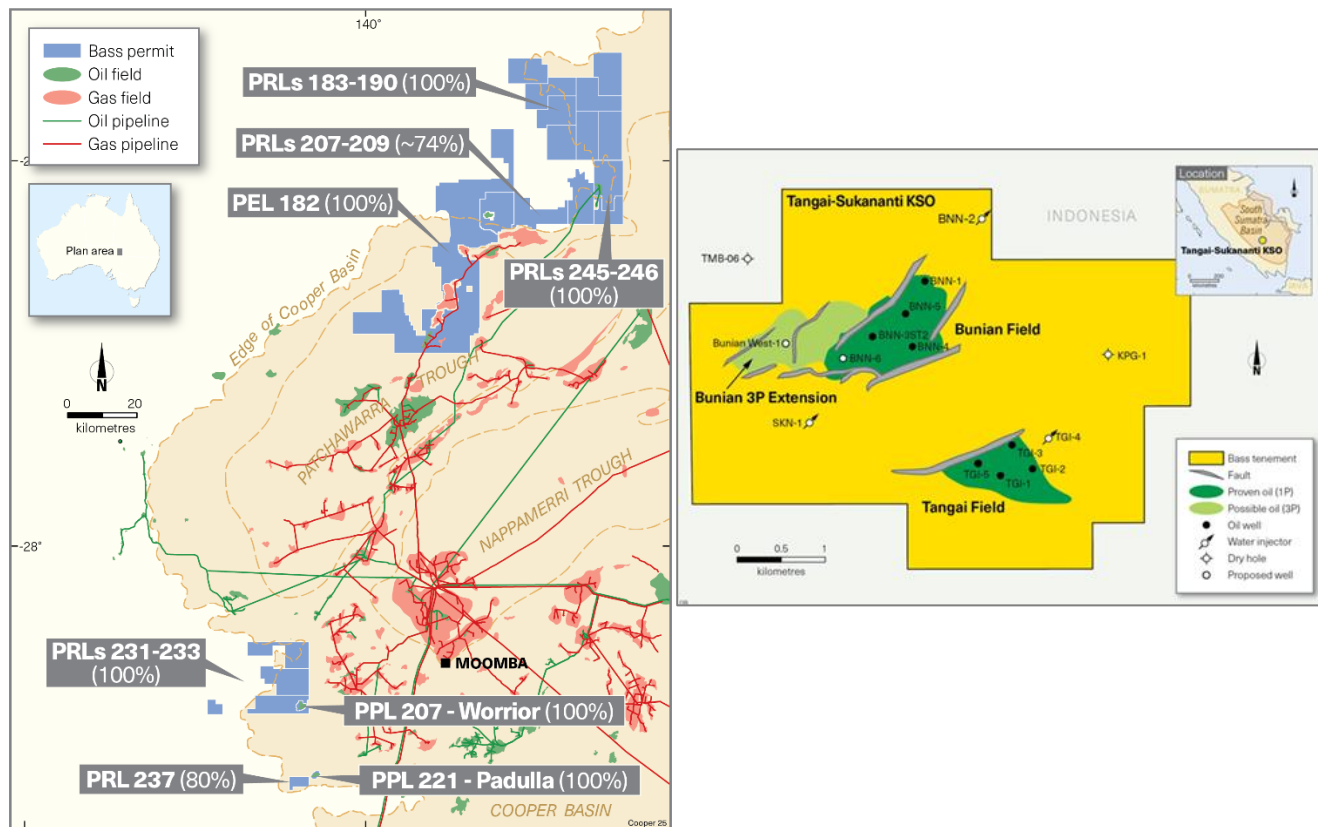 140°
Bass permit
Oil field
Gas field
Oil pipeline
Gas pipeline
Plan area
PRLs 183-190 (100%)
PRLs 207-209 (~74%)
PEL 182 (100%)
PRLs 245-246
(100%)
Edge of Cooper Basin
N
0 20
kilometres
PATCHAWARRA TROUGH
NAPPAMERRI TROUGH
-28°
PRLs 231-233
(100%)
MOOMBA
PPL 207 - Worrior (100%)
PRL 237 (80%)
PPL 221 - Padulla (100%)
COOPER BASIN
Cooper 25
Tangai-Sukananti KSO
BNN-2
INDONESIA
Location
SUMATRA
South
Sumatra
Basin
Tangai-Sukananti KSO
0 200
kilometres
TMB-06
BNN-1
BNN-5
Bunian Field
BNN-3ST2
BNN-4
Bunian West-1
BNN-6
KPG-1
Bunian 3P Extension
N
SKN-1
TGI-4
TGI-3
TGI-2
TGI-5
TGI-1
Tangai Field
0 0.5 1
kilometres
Bass tenement
Fault
Proven oil (1P)
Possible oil (3P)
Oil well
Water injector
Dry hole
Proposed well